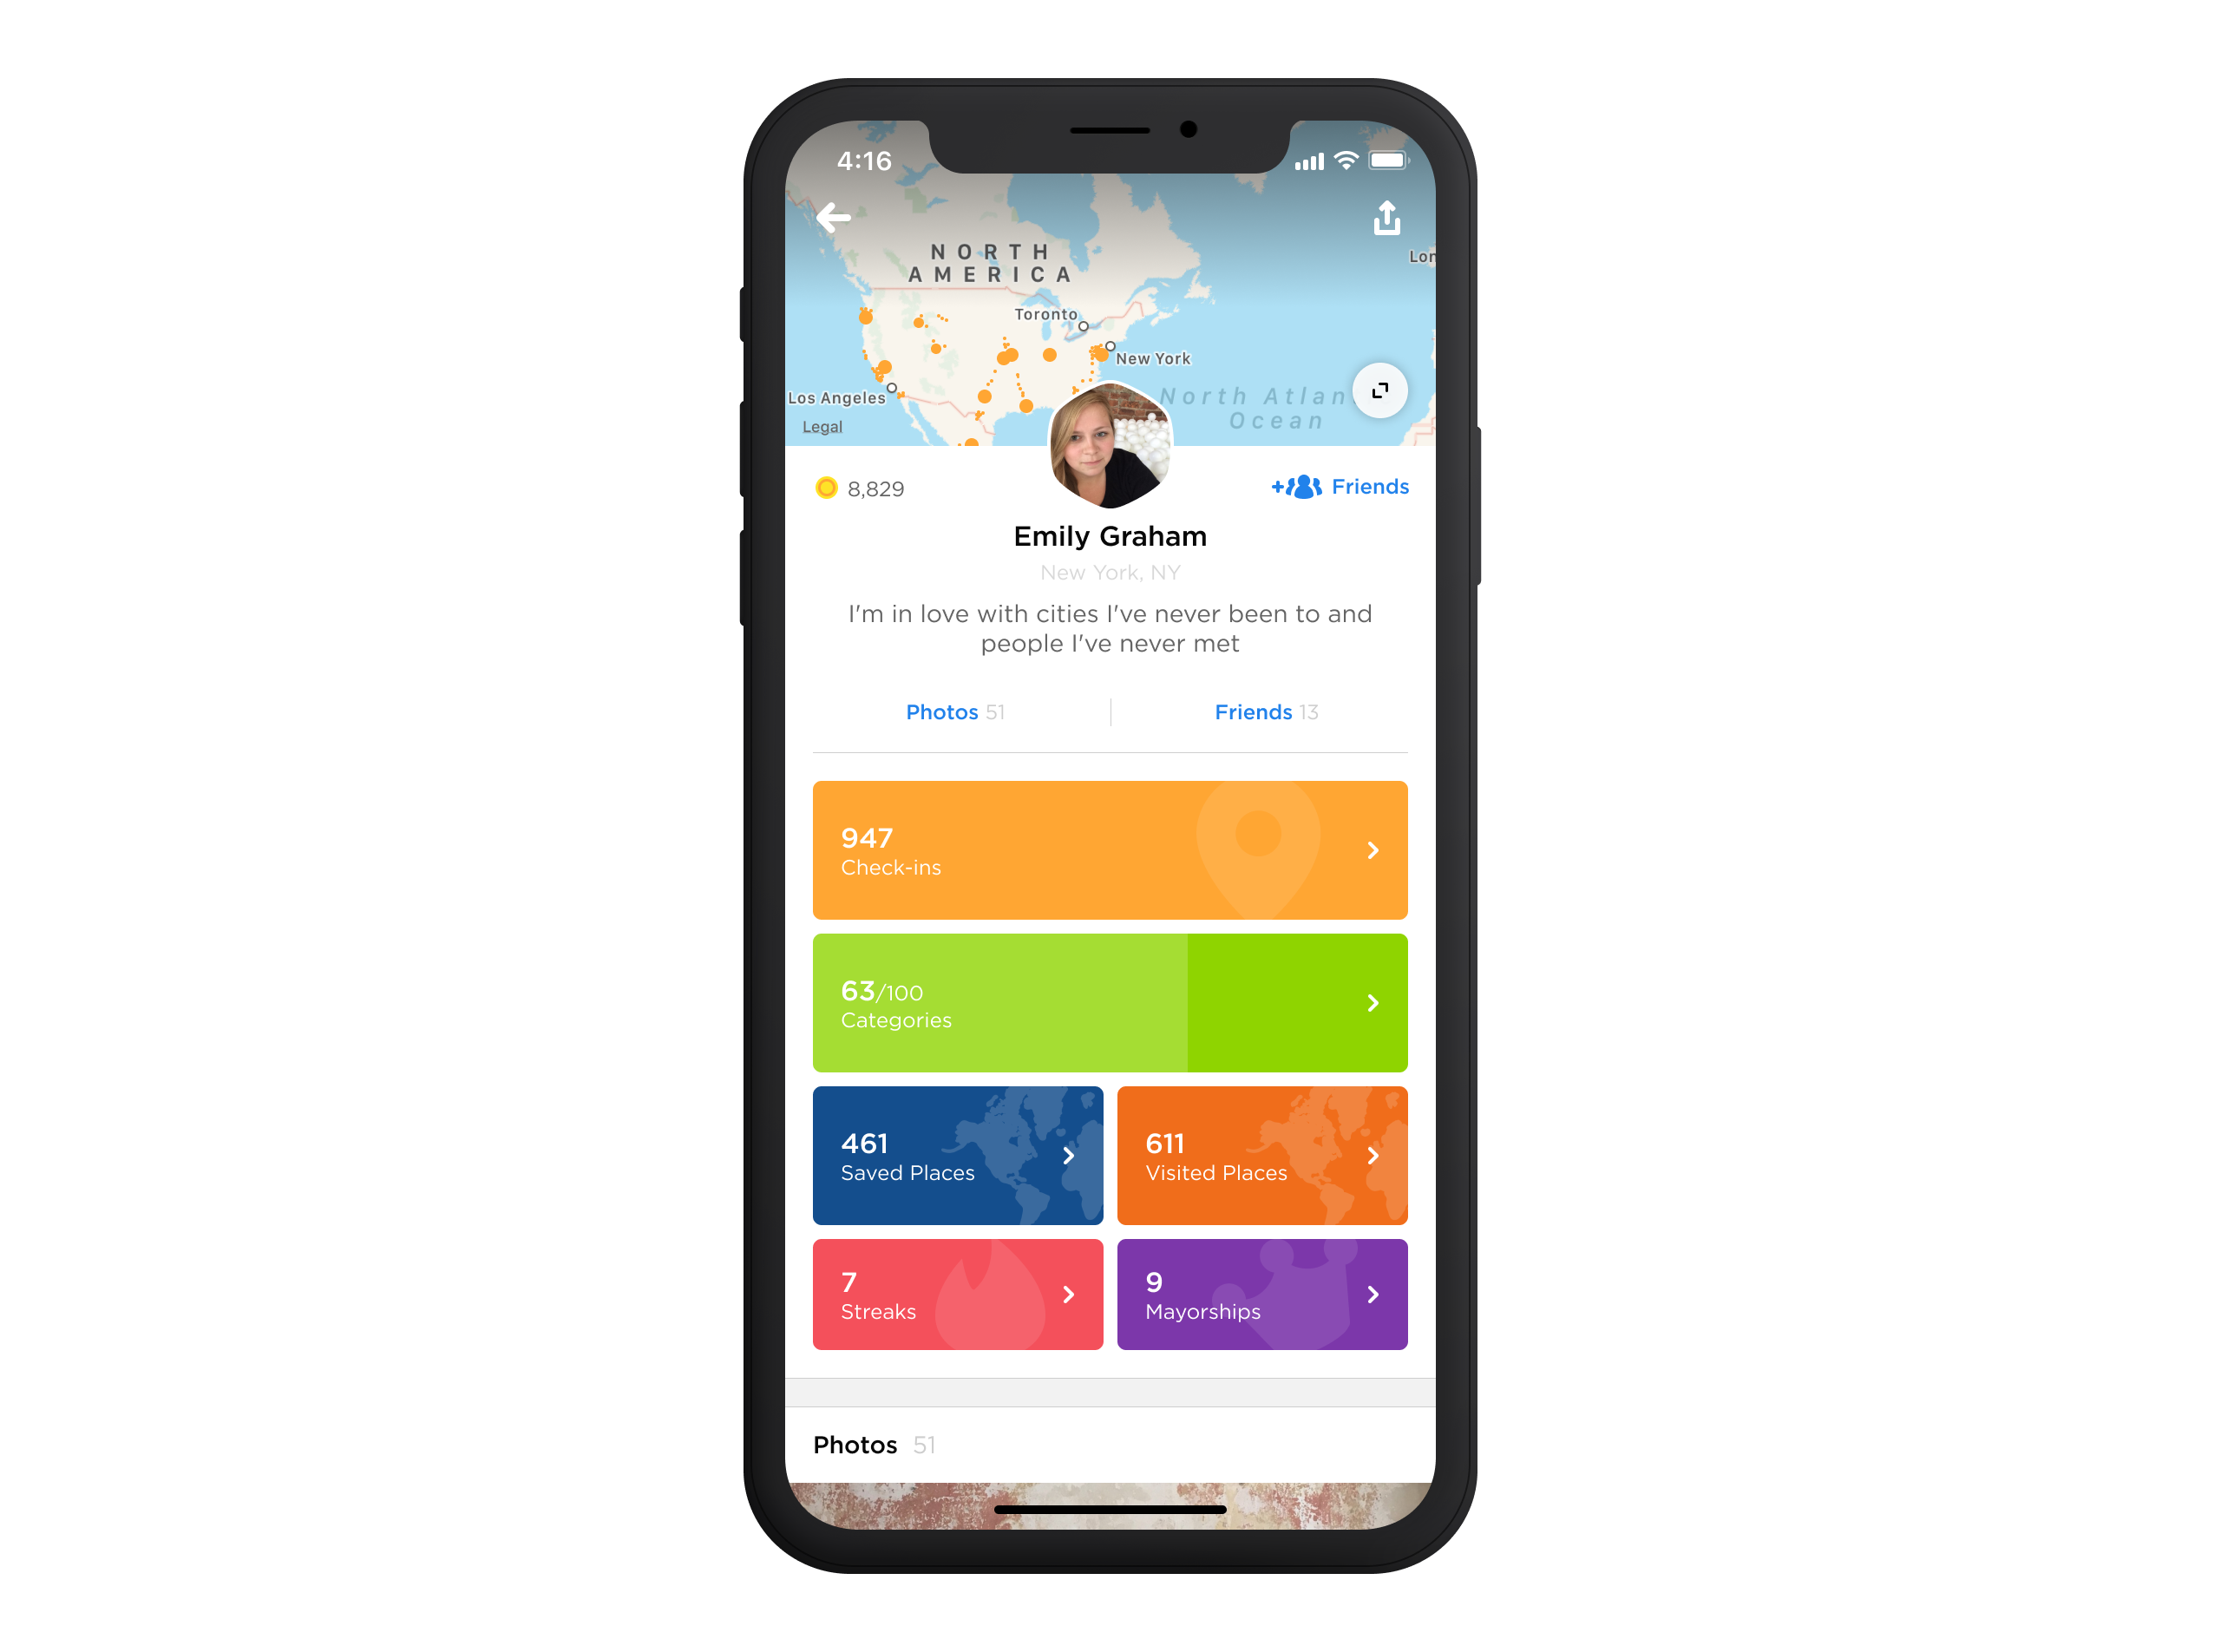 4:16
NORTH
AMERICA
Toronto
New York
Los Angeles
Legal
North Atlan
Ocean
Lon
8,829
+ Friends
Emily Graham
New York, NY
I'm in love with cities I've never been to and
people I've never met
Photos 51
Friends 13
947
Check-ins
63/100
Categories
461
Saved Places
611
Visited Places
7
Streaks
9
Mayorships
Photos 51